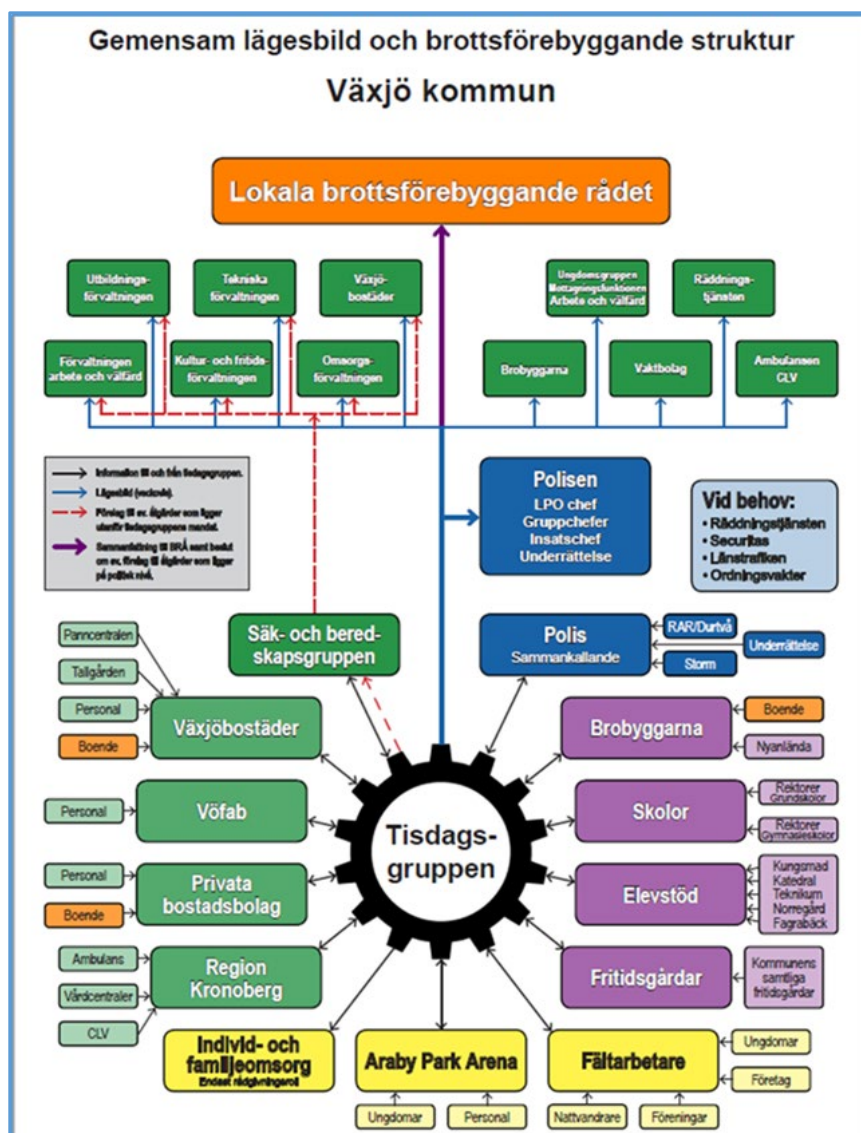 Gemensam lägesbild och brottsförebyggande struktur
Växjö kommun
Lokala brottsförebyggande rådet
Utbildnings-
förvaltningen
Tekniska
förvaltningen
Växjö-
bostäder
Ungdomsgruppen
Mottagningsfunktionen
Arbete och välfärd
Räddnings-
tjänsten
Förvaltningen
arbete och välfärd
Kultur- och fritids-
förvaltningen
Omsorgs-
förvaltningen
Brobyggarna
Vaktbolag
Ambulansen
CLV
Information till och från tisdagsgruppen.
Lägesbild (veckovis).
Förslag till ev. åtgärder som ligger
utanför tisdagsgruppens mandat.
Sammanfattning till BRÅ samt beslut
om ev. förslag till åtgärder som ligger
på politisk nivå.
Polisen
LPO chef
Gruppchefer
Insatschef
Underrättelse
Vid behov:
• Räddningstjänsten
• Securitas
• Länstrafiken
• Ordningsvakter
Säk- och bered-
skapsgruppen
Polis
Sammankallande
RAR/Durtvå
Underrättelse
Storm
Panncentralen
Tallgården
Personal
Boende
Växjöbostäder
Brobyggarna
Boende
Nyanlända
Personal
Vöfab
Tisdags-
gruppen
Skolor
Rektorer
Grundskolor
Rektorer
Gymnasieskolor
Personal
Boende
Privata
bostadsbolag
Elevstöd
Kungsmad
Katedral
Teknikum
Norregård
Fagrabäck
Ambulans
Vårdcentraler
CLV
Region
Kronoberg
Fritidsgårdar
Kommunens
samtliga
fritidsgårdar
Individ- och
familjeomsorg
Endast rådgivningsroll
Araby Park Arena
Fältarbetare
Ungdomar
Företag
Ungdomar
Personal
Nattvandrare
Föreningar